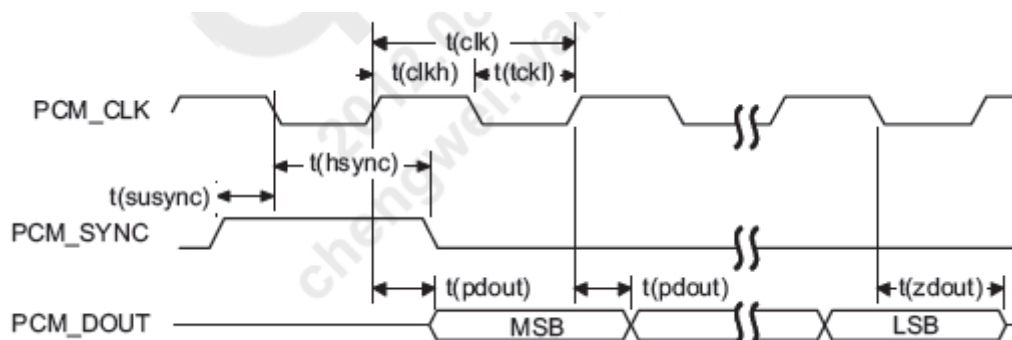 t(clk)
t(clkh) t(tckl)
PCM_CLK
t(hsync)
t(susync)
PCM_SYNC
t(pdout) t(pdout) t(zdout)
PCM_DOUT MSB LSB